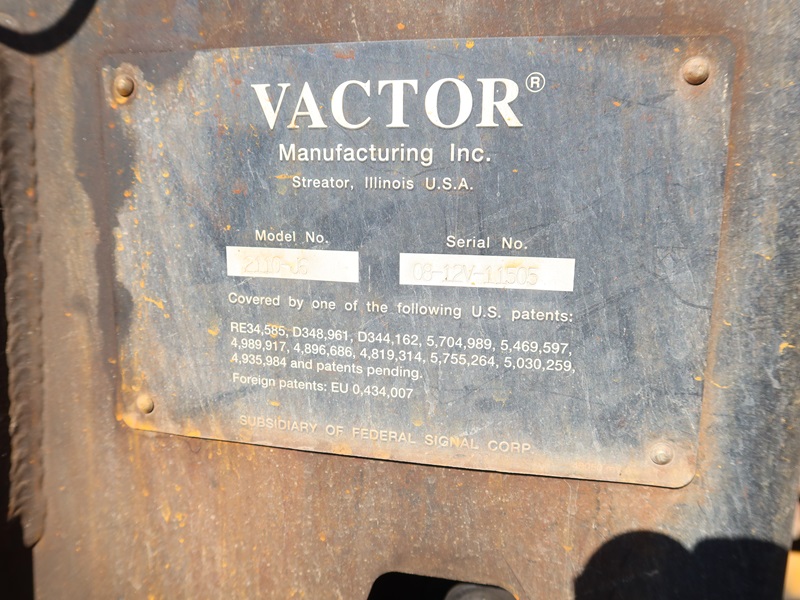 VACTOR®
Manufacturing Inc.
Streator, Illinois U.S.A.
Model No. Serial No.
08-12V-11505
Covered by one of the following U.S. patents:
RE34,585, D348,961, D344,162, 5,704,989, 5,469,597,
4,989,917, 4,896,686, 4,819,314, 5,755,264, 5,030,259,
4,935,984 and patents pending.
Foreign patents: EU 0,434,007
SUBSIDIARY OF FEDERAL SIGNAL CORP.